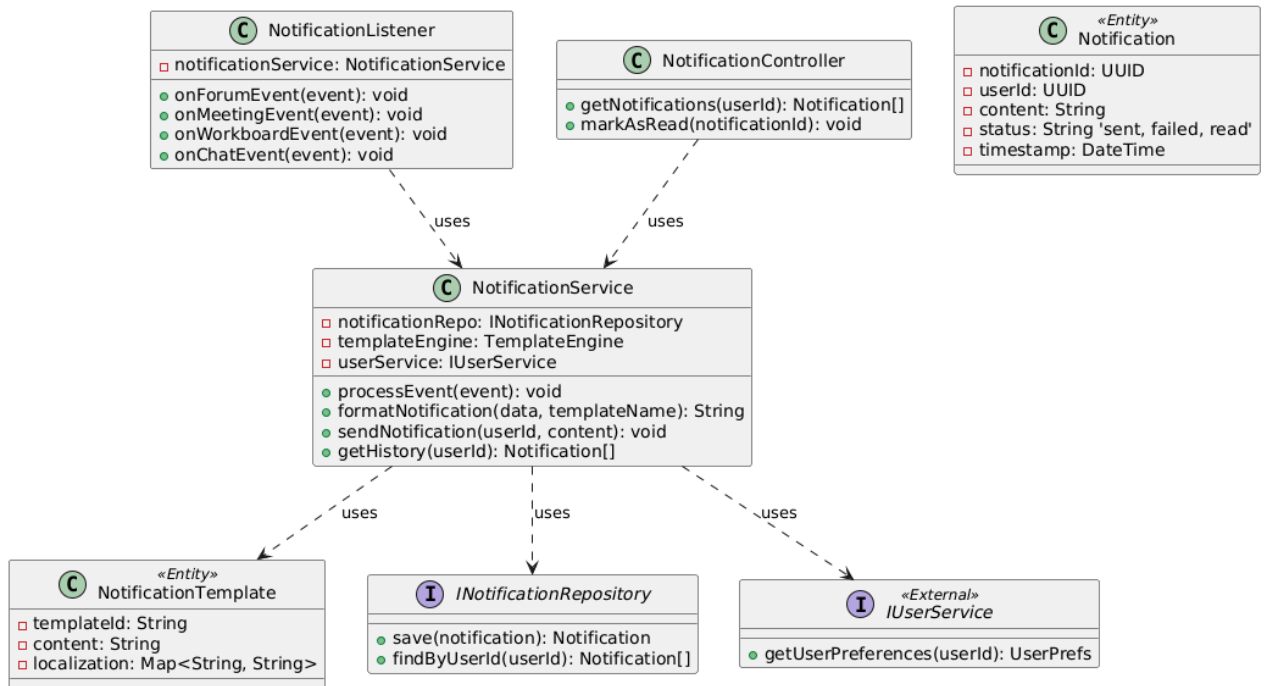 C NotificationListener
notificationService: NotificationService
onForumEvent(event): void
onMeetingEvent(event): void
onWorkboardEvent(event): void
onChatEvent(event): void
C NotificationController
getNotifications(userId): Notification[]
markAsRead(notificationId): void
«Entity»
C Notification
notificationId: UUID
userId: UUID
content: String
status: String 'sent, failed, read'
timestamp: DateTime
uses
uses
C NotificationService
notificationRepo: INotificationRepository
templateEngine: TemplateEngine
userService: IUserService
processEvent(event): void
formatNotification(data, templateName): String
sendNotification(userId, content): void
getHistory(userId): Notification[]
uses
uses
uses
«Entity»
C NotificationTemplate
templateId: String
content: String
localization: Map<String, String>
I INotificationRepository
save(notification): Notification
findByUserId(userId): Notification[]
«External»
I IUserService
getUserPreferences(userId): UserPrefs